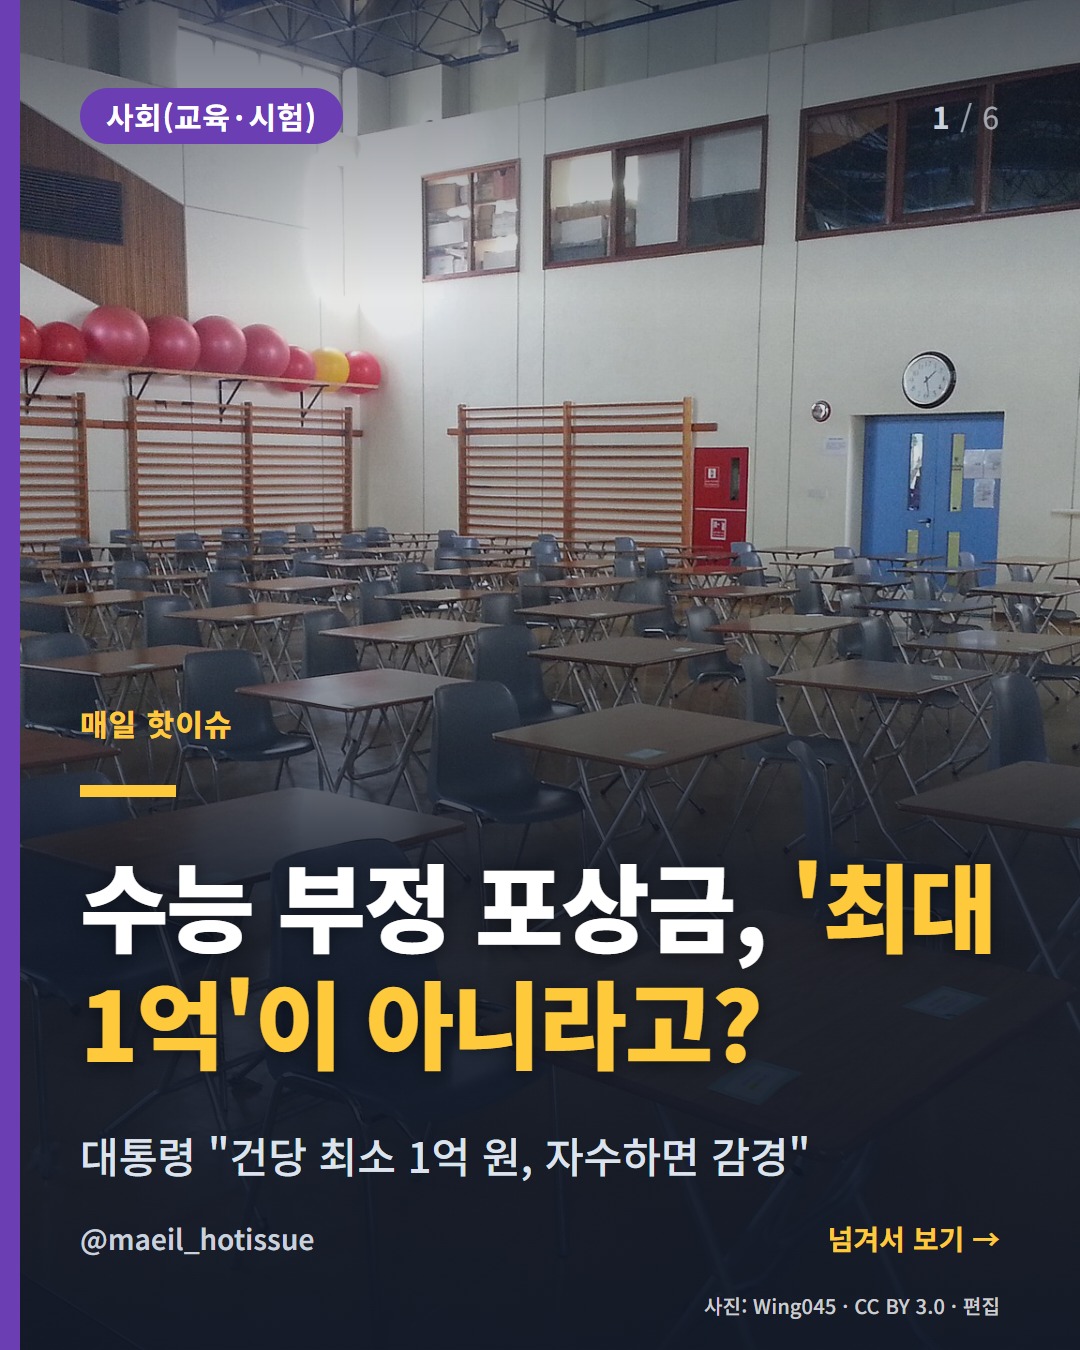 사회(교육·시험)
1 / 6
매일 핫이슈
수능 부정 포상금, '최대
1억'이 아니라고?
대통령 "건당 최소 1억 원, 자수하면 감경"
@maeil_hotissue
넘겨서 보기 →
사진: Wing045 · CC BY 3.0 · 편집